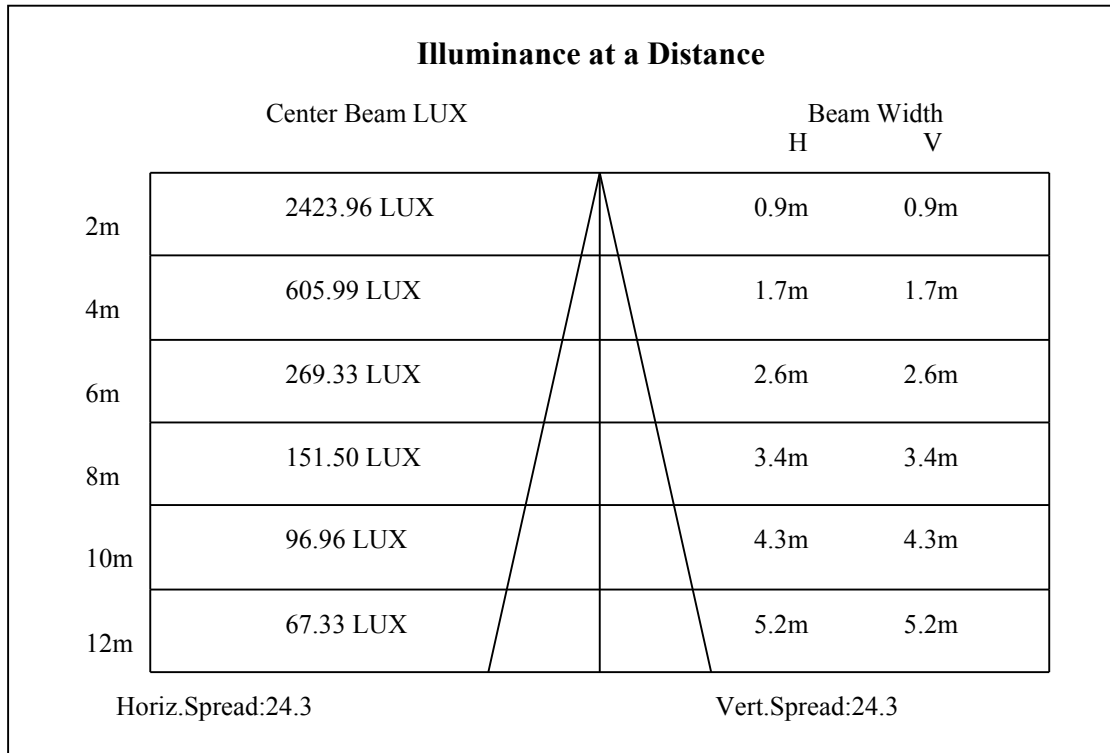 Illuminance at a Distance
Center Beam LUX Beam Width
H V
2m 2423.96 LUX 0.9m 0.9m
4m 605.99 LUX 1.7m 1.7m
6m 269.33 LUX 2.6m 2.6m
8m 151.50 LUX 3.4m 3.4m
10m 96.96 LUX 4.3m 4.3m
12m 67.33 LUX 5.2m 5.2m
Horiz.Spread:24.3 Vert.Spread:24.3